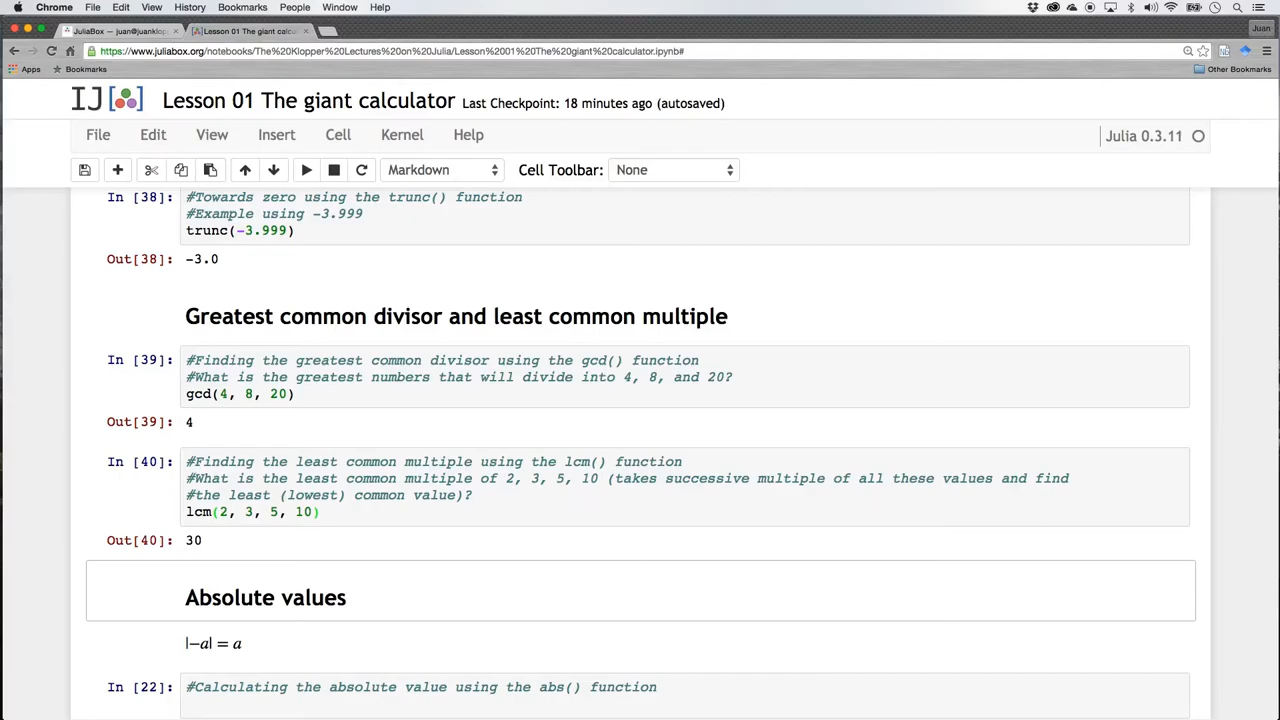 Chrome File Edit View History Bookmarks People Window Help
JuliaBox — juan@juanklop × [Lesson 01 The giant calcu × Juan
https://www.juliabox.org/notebooks/The%20Klopper%20Lectures%20on%20Julia/Lesson%2001%20The%20giant%20calculator.ipynb#
Apps Bookmarks Other Bookmarks
IJ[ ] Lesson 01 The giant calculator Last Checkpoint: 18 minutes ago (autosaved)
File Edit View Insert Cell Kernel Help Julia 0.3.11
Markdown Cell Toolbar: None
In [38]: #Towards zero using the trunc() function
#Example using -3.999
trunc(-3.999)
Out[38]: -3.0
Greatest common divisor and least common multiple
In [39]: #Finding the greatest common divisor using the gcd() function
#What is the greatest numbers that will divide into 4, 8, and 20?
gcd(4, 8, 20)
Out[39]: 4
In [40]: #Finding the least common multiple using the lcm() function
#What is the least common multiple of 2, 3, 5, 10 (takes successive multiple of all these values and find
#the least (lowest) common value)?
lcm(2, 3, 5, 10)
Out[40]: 30
Absolute values
|−a| = a
In [22]: #Calculating the absolute value using the abs() function